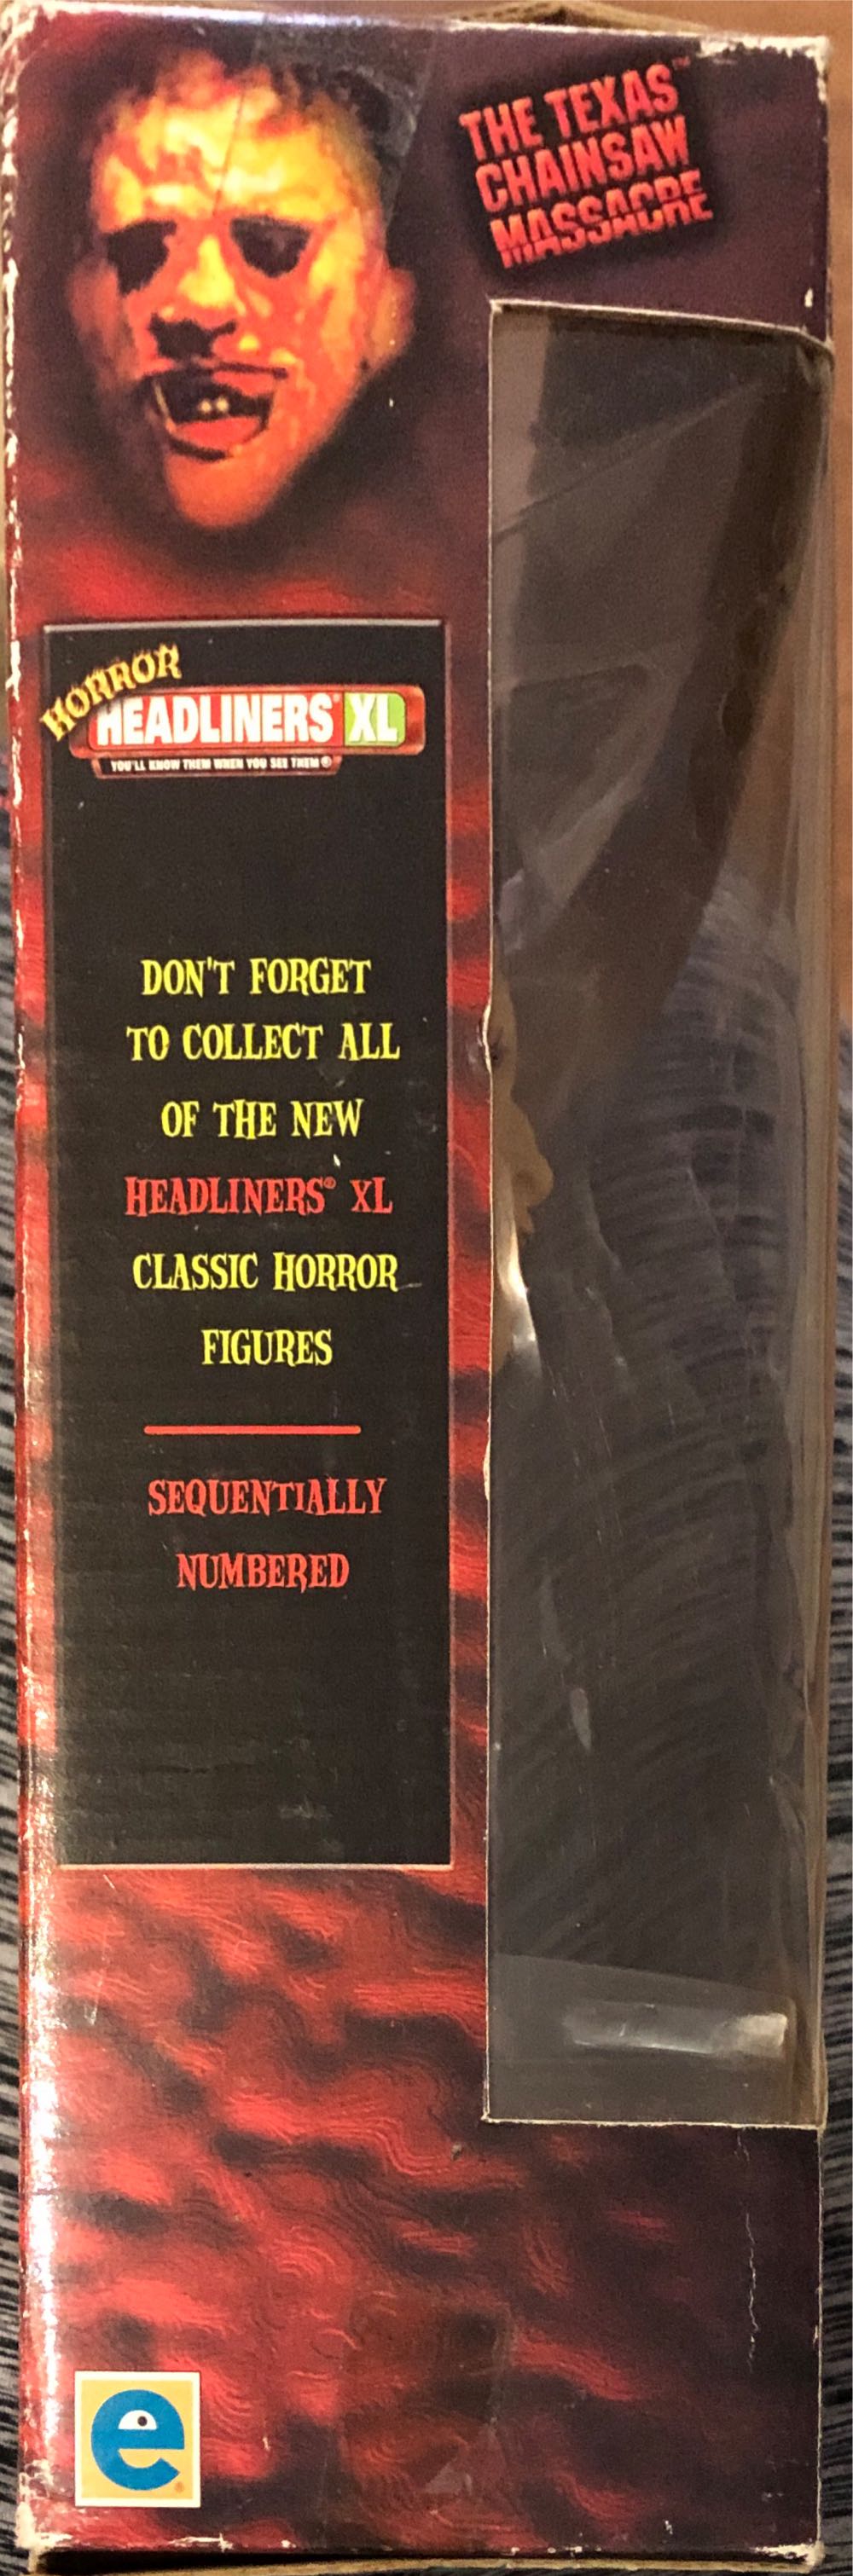 THE TEXAS™
CHAINSAW
MASSACRE
HORROR
HEADLINERS® XL
YOU'LL KNOW THEM WHEN YOU SEE THEM®
DON'T FORGET
TO COLLECT ALL
OF THE NEW
HEADLINERS® XL
CLASSIC HORROR
FIGURES
SEQUENTIALLY
NUMBERED
e